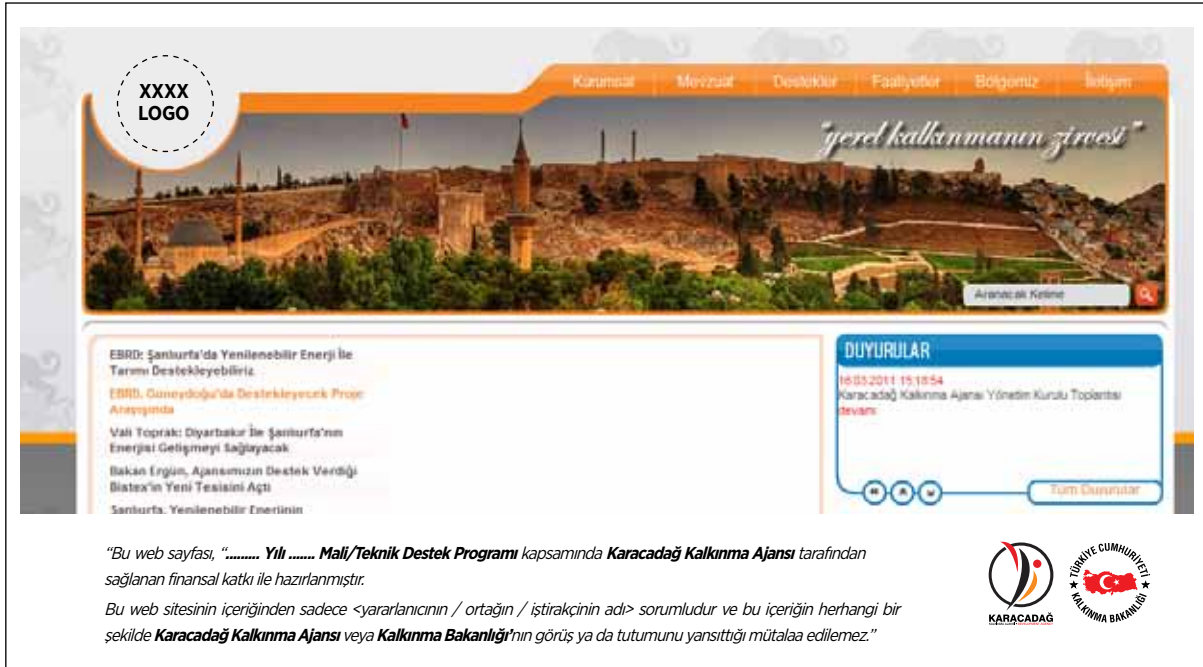 XXXX
LOGO
Kurumsal Mevzuat Destekler Faaliyetler Bölgemiz İletişim
"yerel kalkınmanın zirvesi"
Aranacak Kelime
EBRD: Şanlıurfa'da Yenilenebilir Enerji İle
Tarımı Destekleyebiliriz
EBRD, Güneydoğu'da Destekleyecek Proje
Arayışında
Vali Toprak: Diyarbakır İle Şanlıurfa'nın
Enerjisi Gelişmeyi Sağlayacak
Bakan Ergün, Ajansımızın Destek Verdiği
Bistex'in Yeni Tesisini Açtı
Şanlıurfa, Yenilenebilir Enerjinin
DUYURULAR
16.03.2011 15:18:54
Karacadağ Kalkınma Ajansı Yönetim Kurulu Toplantısı
devamı
Tüm Duyurular
"Bu web sayfası, "......... Yılı ....... Mali/Teknik Destek Programı kapsamında Karacadağ Kalkınma Ajansı tarafından
sağlanan finansal katkı ile hazırlanmıştır.
Bu web sitesinin içeriğinden sadece <yararlanıcının / ortağın / iştirakçinin adı> sorumludur ve bu içeriğin herhangi bir
şekilde Karacadağ Kalkınma Ajansı veya Kalkınma Bakanlığı'nın görüş ya da tutumunu yansıttığı mütalaa edilemez."
KARACADAĞ
TÜRKİYE CUMHURİYETİ
KALKINMA BAKANLIĞI